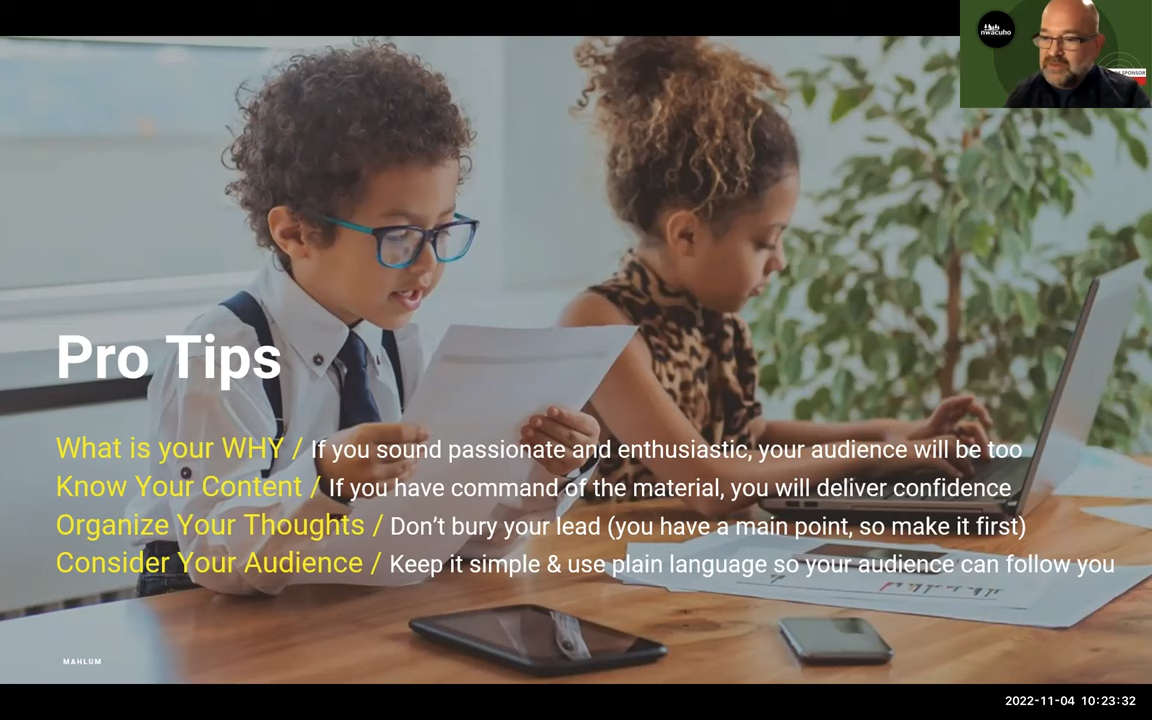 nwacuho
SPONSOR
Pro Tips
What is your WHY / If you sound passionate and enthusiastic, your audience will be too
Know Your Content / If you have command of the material, you will deliver confidence
Organize Your Thoughts / Don’t bury your lead (you have a main point, so make it first)
Consider Your Audience / Keep it simple & use plain language so your audience can follow you
MAHLUM
2022-11-04 10:23:32